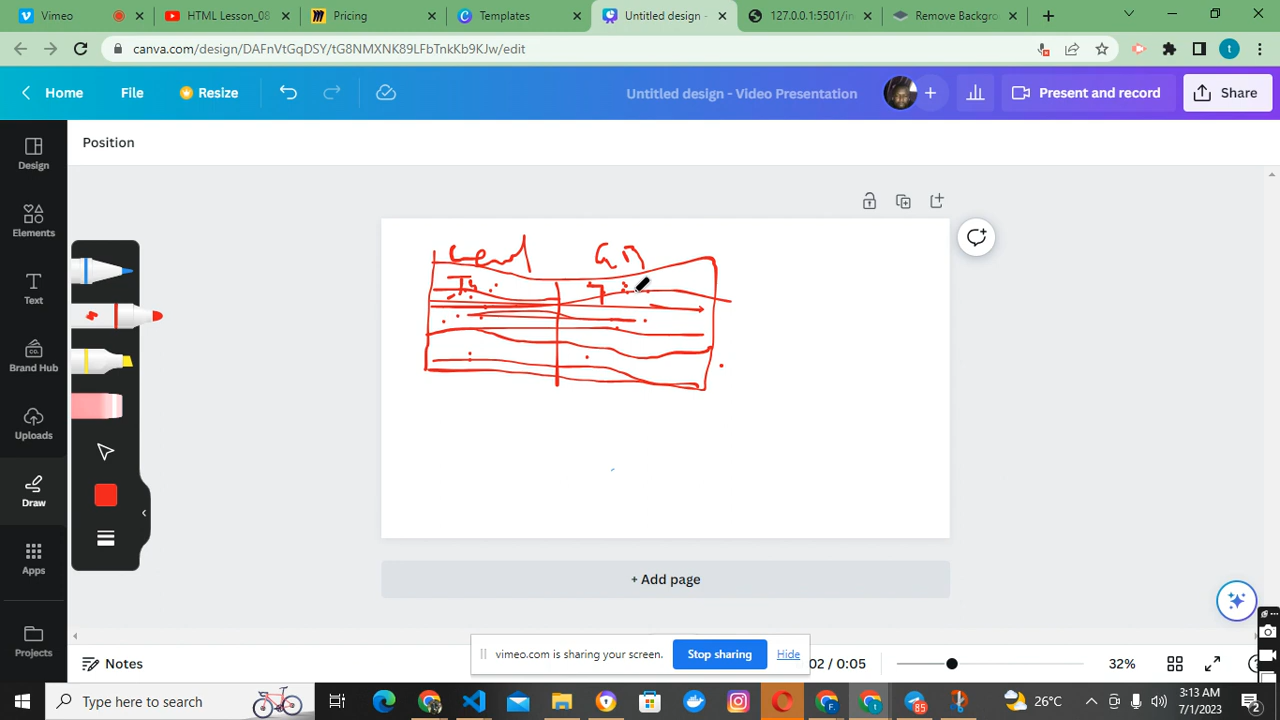 Vimeo
HTML Lesson_08
Pricing
Templates
Untitled design -
127.0.0.1:5501/in
Remove Backgro
canva.com/design/DAFnVtGqDSY/tG8NMXNK89LFbTnkKb9KJw/edit
t
Home
File
Resize
Untitled design - Video Presentation
Present and record
Share
Position
Design
Elements
Text
Brand Hub
Uploads
Draw
Apps
Projects
+ Add page
vimeo.com is sharing your screen.
Stop sharing
Hide
Notes
02 / 0:05
32%
Type here to search
85
26°C
3:13 AM
7/1/2023
2